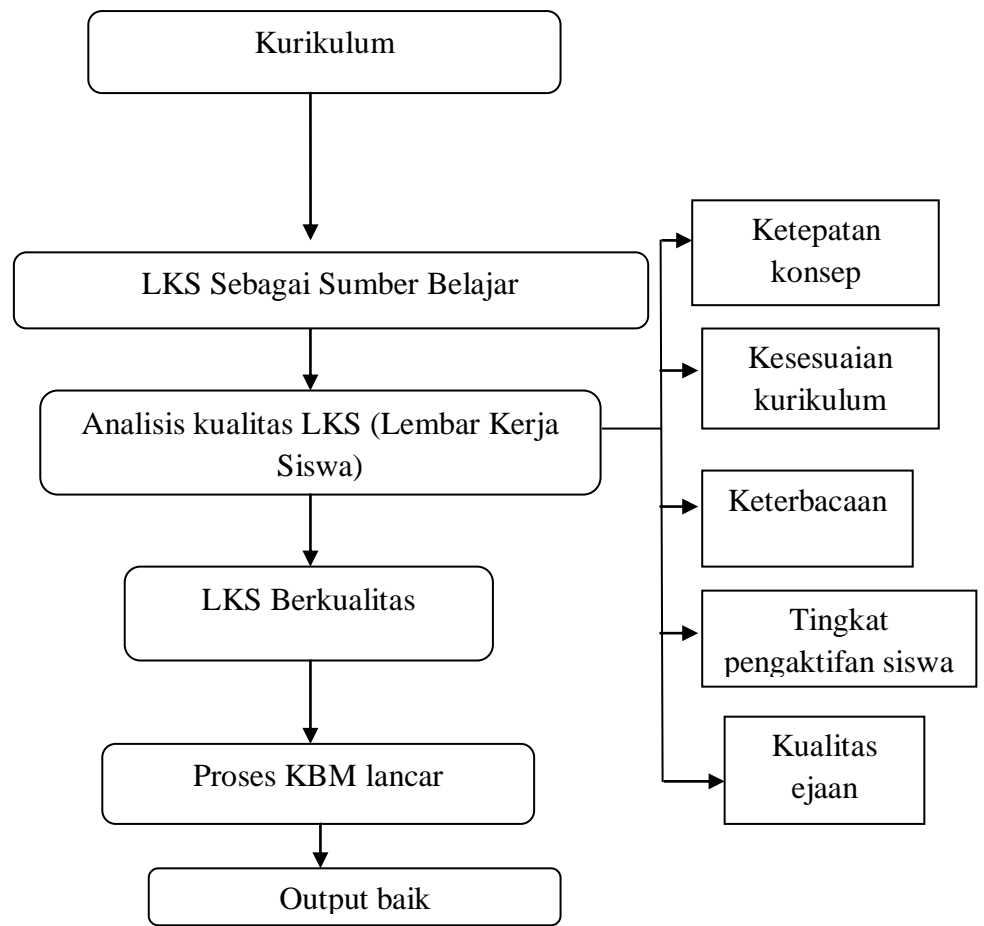 Kurikulum
LKS Sebagai Sumber Belajar
Analisis kualitas LKS (Lembar Kerja
Siswa)
LKS Berkualitas
Proses KBM lancar
Output baik
Ketepatan
konsep
Kesesuaian
kurikulum
Keterbacaan
Tingkat
pengaktifan siswa
Kualitas
ejaan